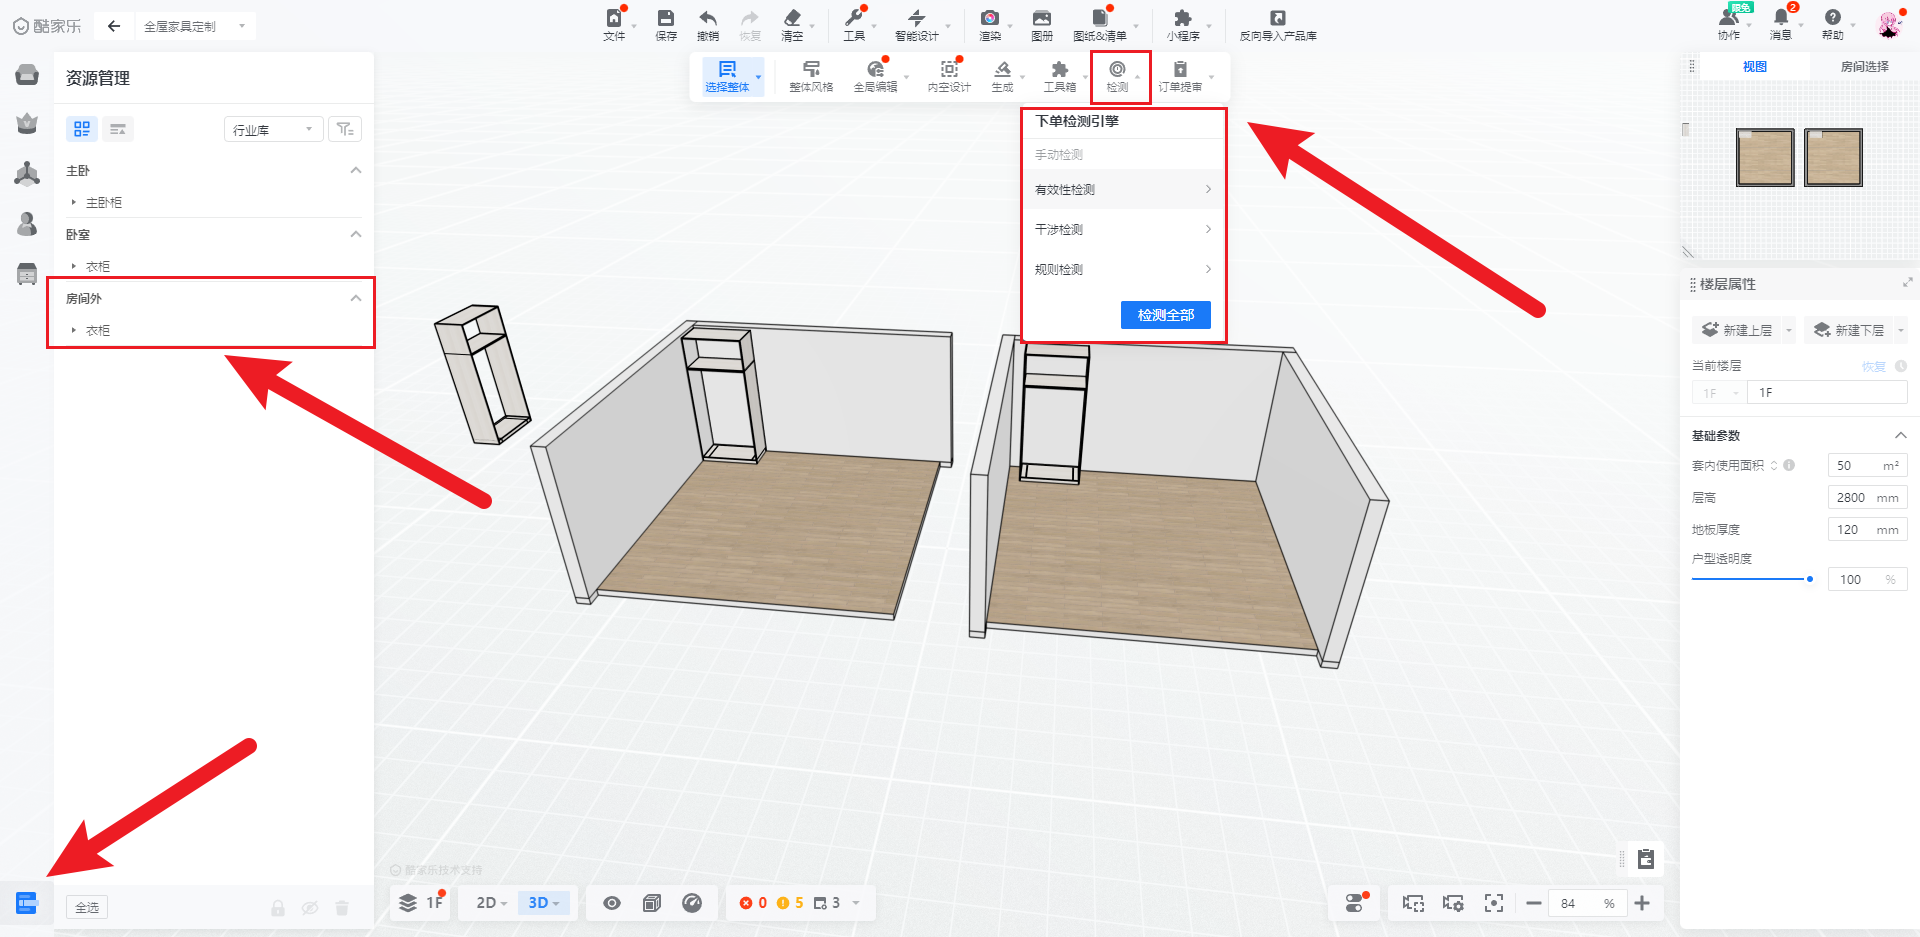 酷家乐
全屋家具定制
文件
保存
撤销
恢复
清空
工具
智能设计
渲染
图册
图纸&清单
小程序
反向导入产品库
限免
协作
2
消息
帮助
资源管理
行业库
主卧
主卧柜
卧室
衣柜
房间外
衣柜
全选
选择整体
整体风格
全局编辑
内空设计
生成
工具箱
检测
订单提审
下单检测引擎
手动检测
有效性检测
干涉检测
规则检测
检测全部
视图
房间选择
楼层属性
新建上层
新建下层
当前楼层
恢复
1F
1F
基础参数
套内使用面积
50 m²
层高
2800 mm
地板厚度
120 mm
户型透明度
100 %
酷家乐技术支持
1F
2D
3D
0
5
3
84 %